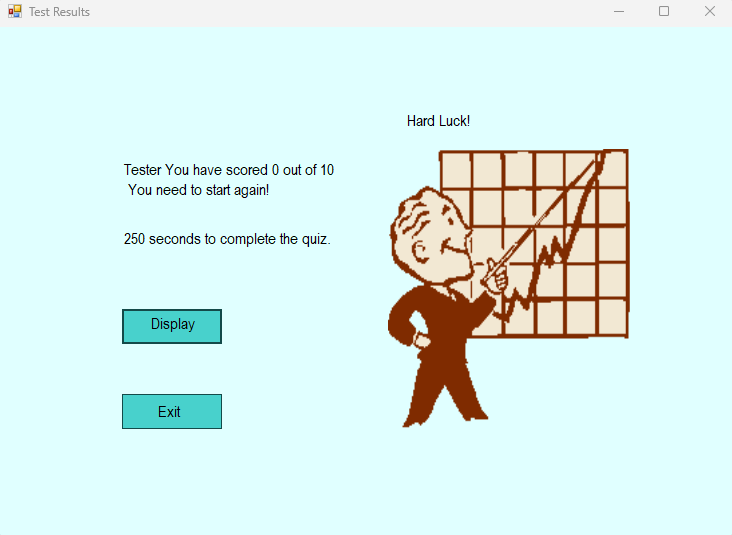 Test Results
Hard Luck!
Tester You have scored 0 out of 10
You need to start again!
250 seconds to complete the quiz.
Display
Exit